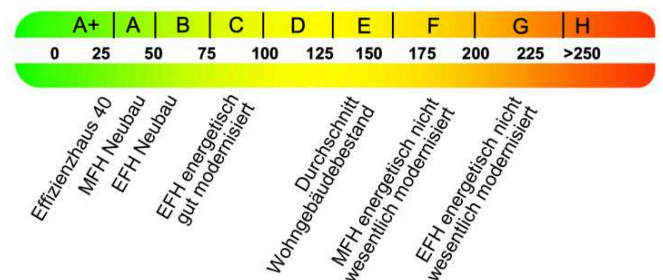 A+ A B C D E F G H
0 25 50 75 100 125 150 175 200 225 >250
Effizienzhaus 40
MFH Neubau
EFH Neubau
EFH energetisch
gut modernisiert
Durchschnitt
Wohngebäudebestand
MFH energetisch nicht
wesentlich modernisiert
EFH energetisch nicht
wesentlich modernisiert